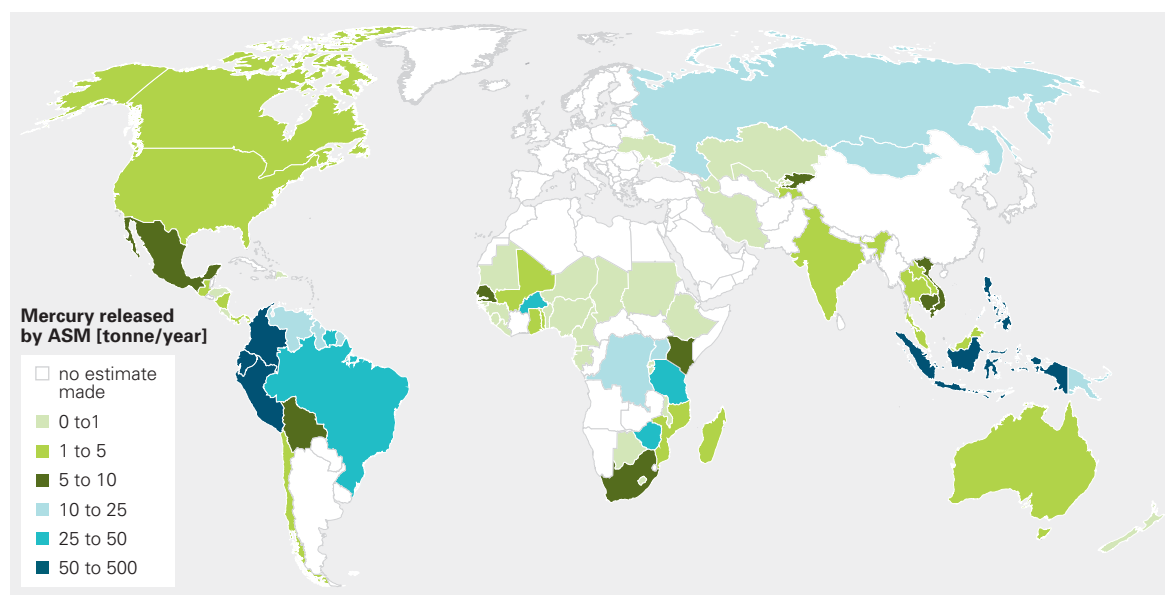 Mercury released
by ASM [tonne/year]
no estimate
made
0 to1
1 to 5
5 to 10
10 to 25
25 to 50
50 to 500